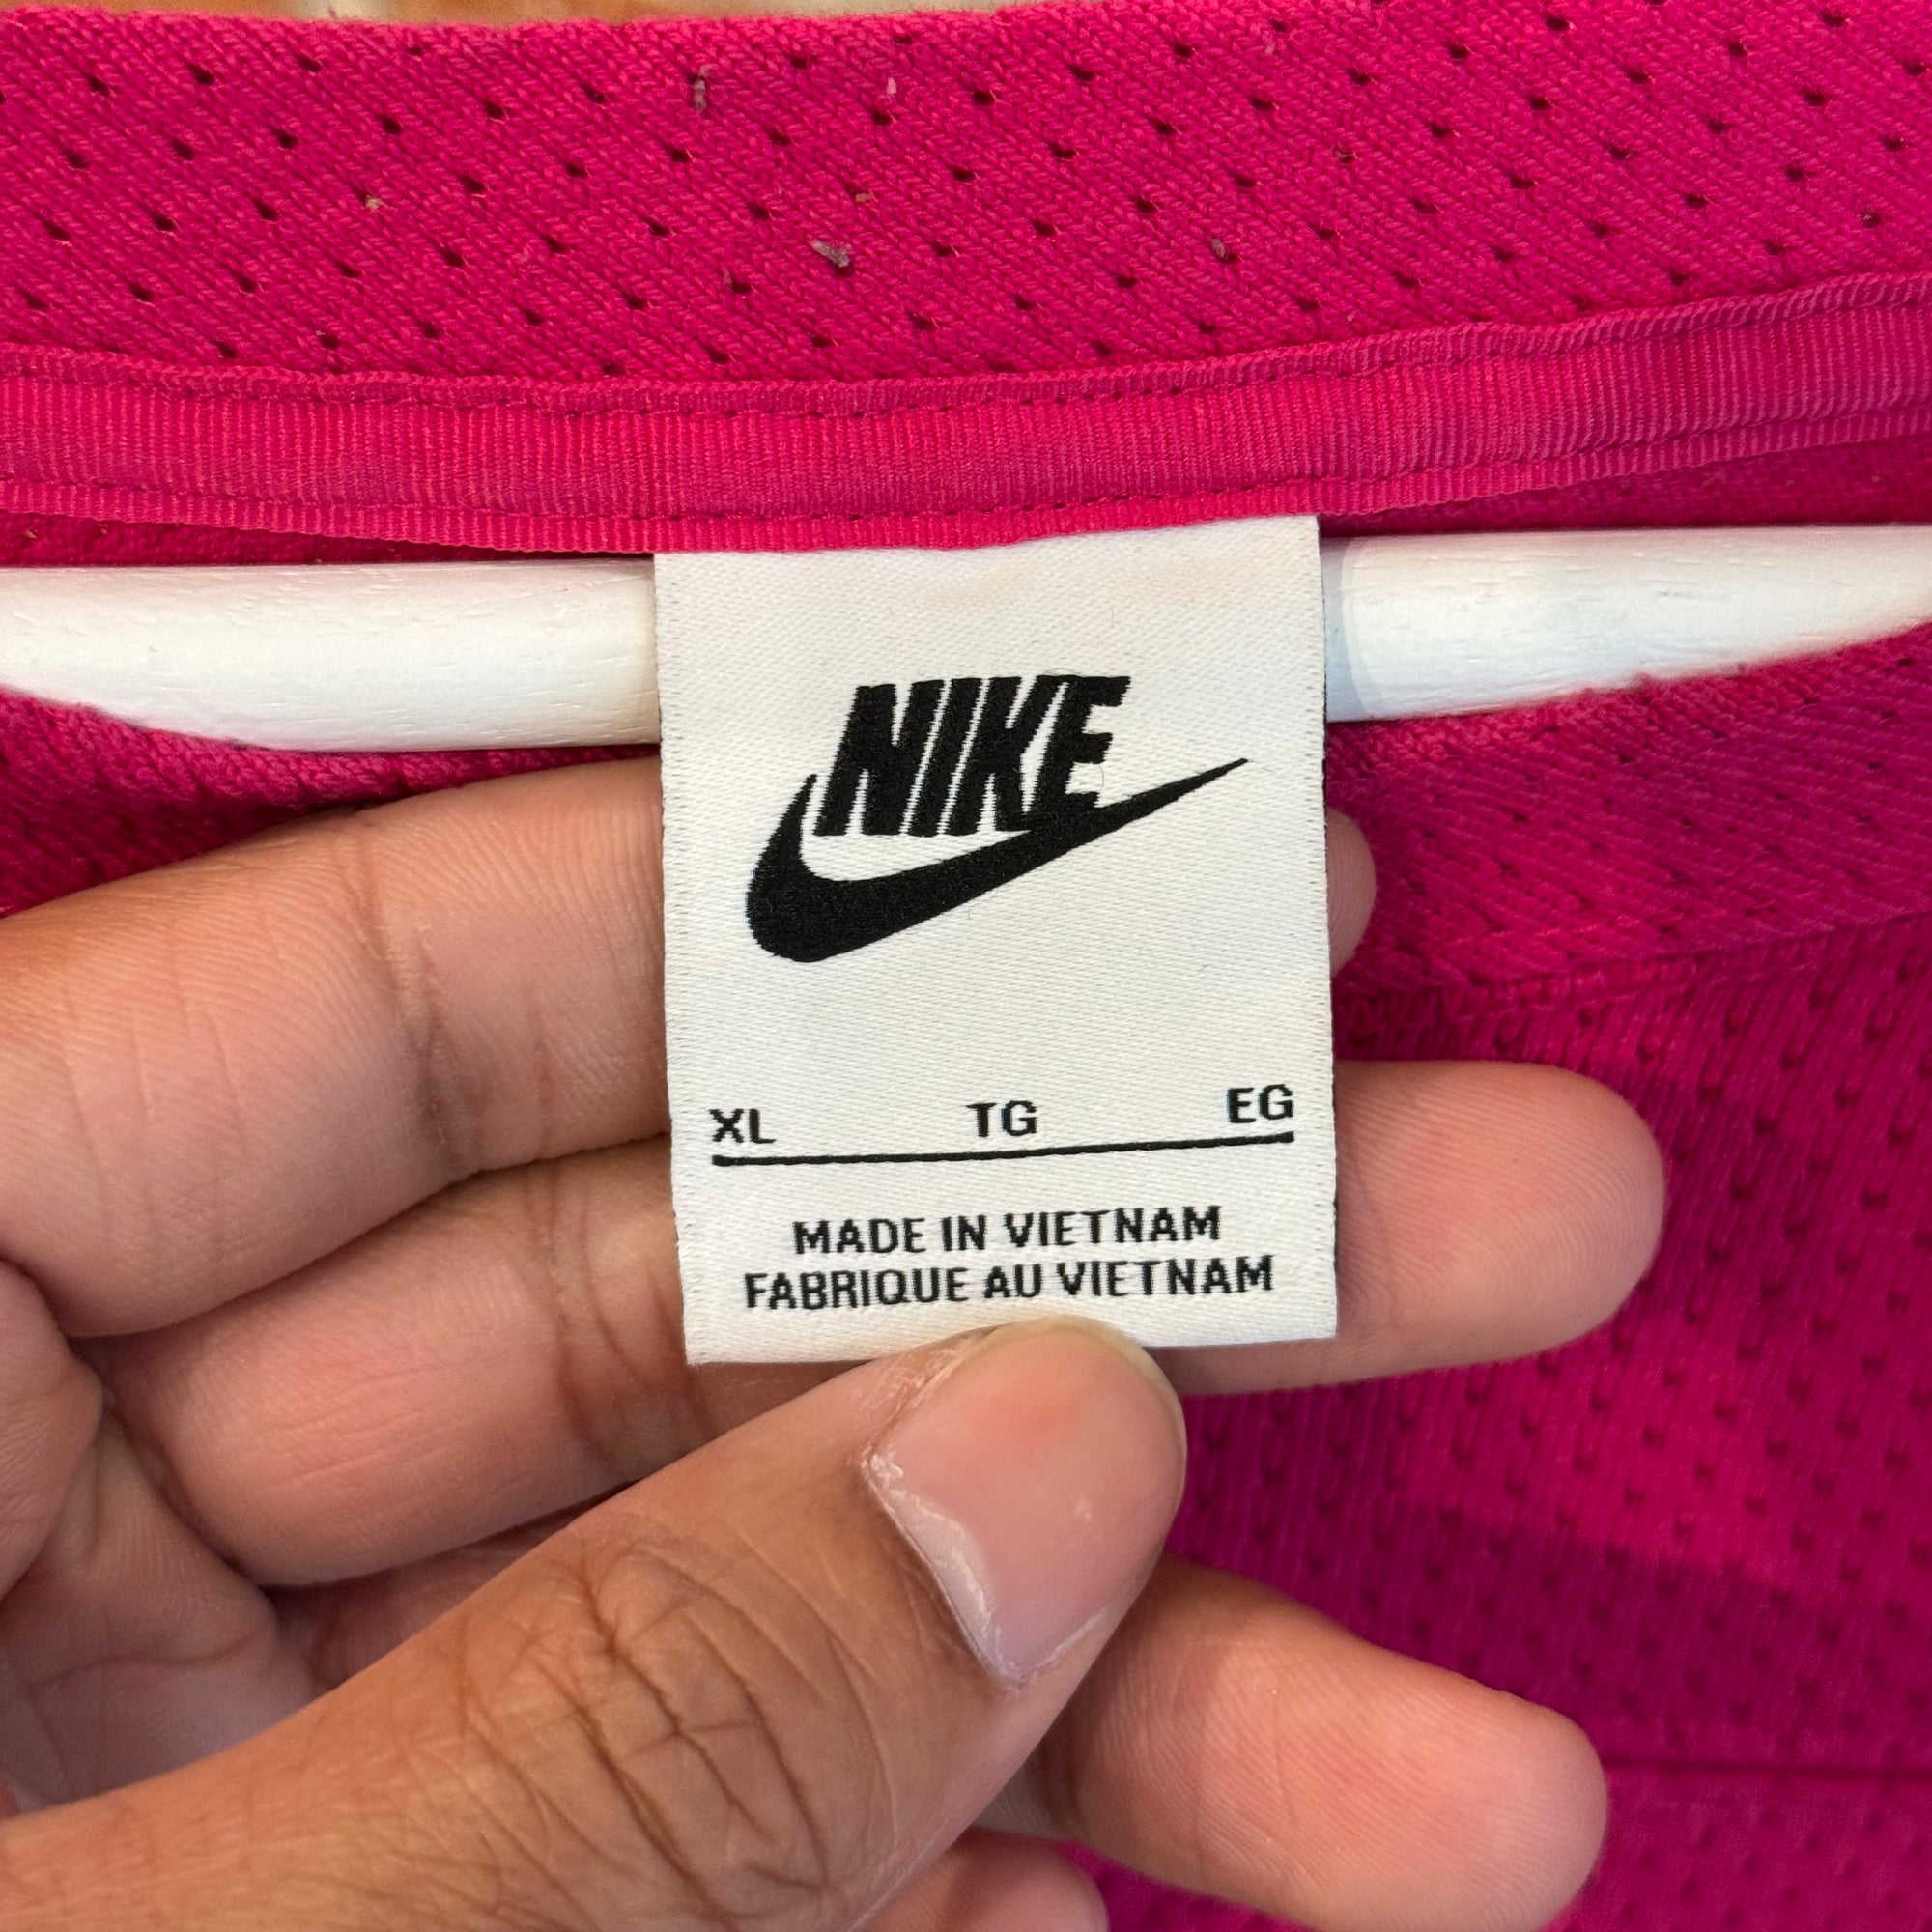 NIKE
XL TG EG
MADE IN VIETNAM
FABRIQUE AU VIETNAM